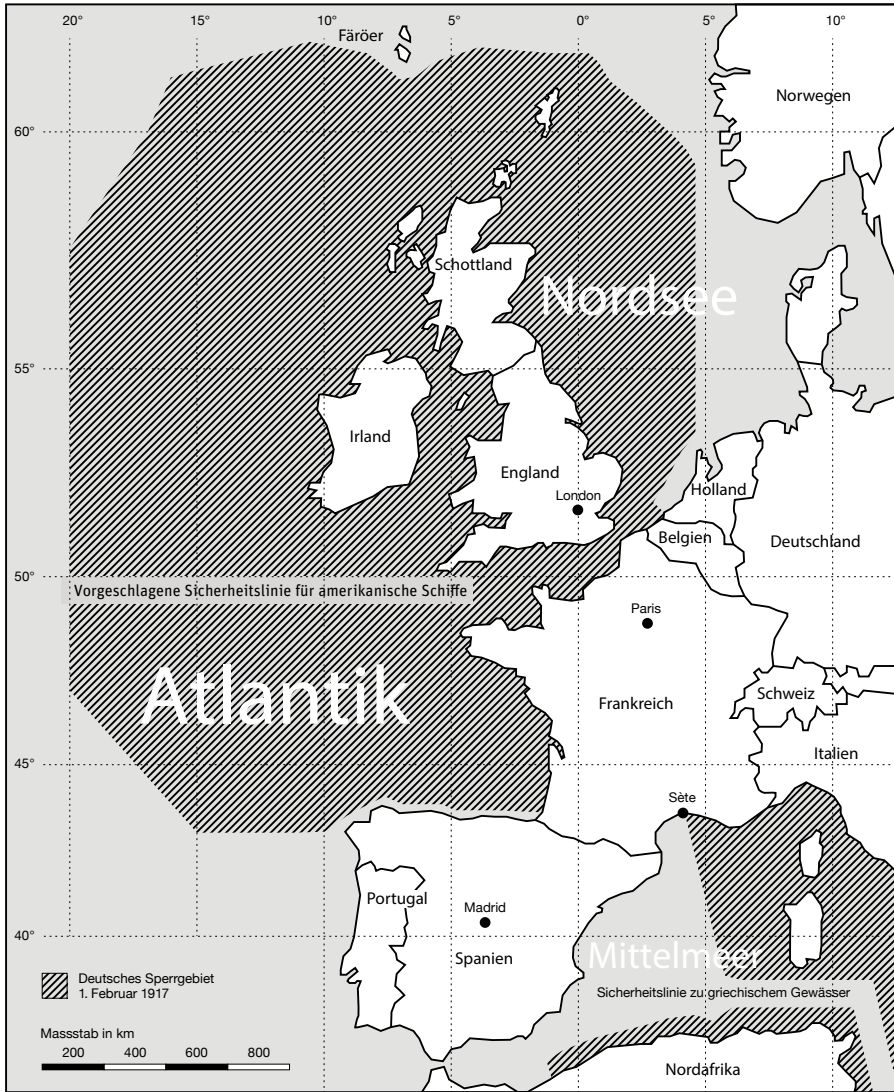 20° 15° 10° 5° 0° 5° 10°
Färöer
Norwegen
60°
Schottland
Nordsee
55°
Irland
England
London
Holland
Belgien
Deutschland
50°
Vorgeschlagene Sicherheitslinie für amerikanische Schiffe
Paris
Atlantik
Frankreich
Schweiz
45°
Italien
Sète
Portugal
Madrid
40°
Spanien
Mittelmeer
Deutsches Sperrgebiet
1. Februar 1917
Sicherheitslinie zu griechischem Gewässer
Massstab in km
200 400 600 800
Nordafrika